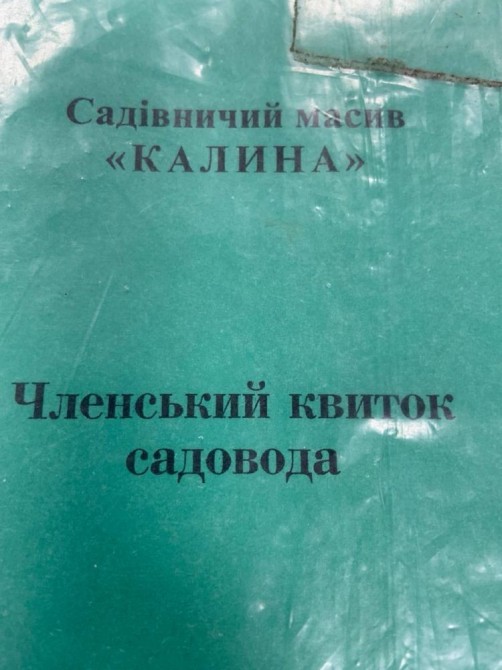 Садівничий масив
«КАЛИНА»
Членський квиток
садовода